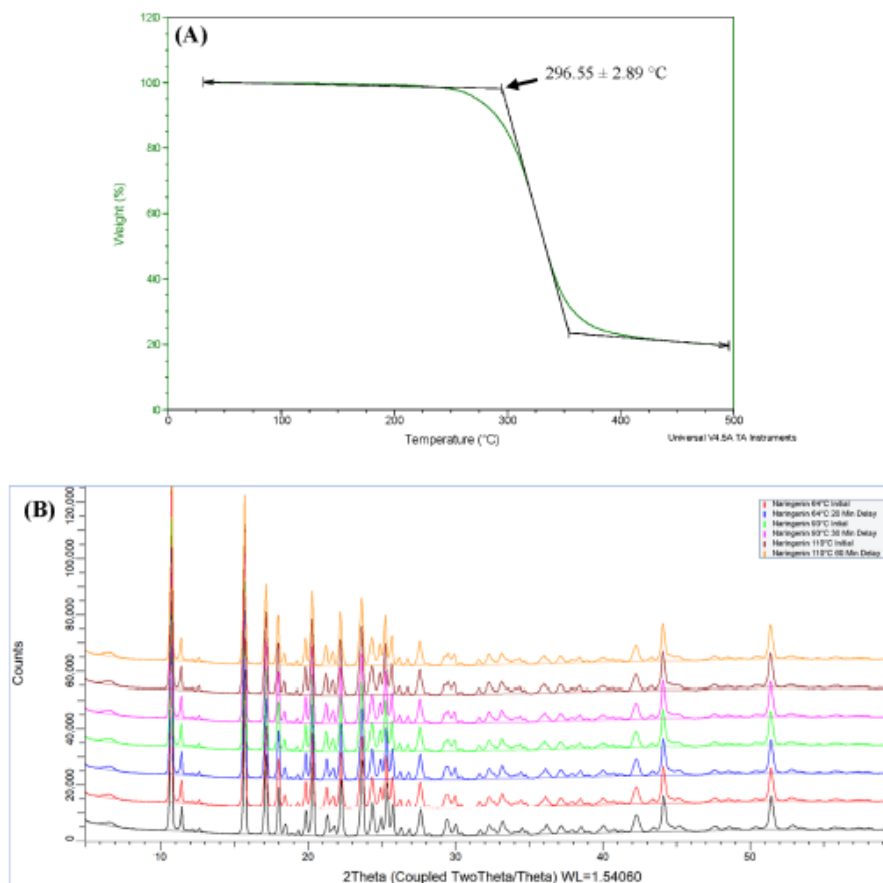 (A)
296.55 ± 2.89 °C
120
100
80
60
40
20
0
Weight (%)
0
100
200
300
400
500
Temperature (°C)
Universal V4.5A TA Instruments
(B)
120,000
100,000
80,000
60,000
40,000
20,000
0
Counts
Naringenin 64°C Initial
Naringenin 64°C 20 Min Delay
Naringenin 90°C Initial
Naringenin 90°C 30 Min Delay
Naringenin 110°C Initial
Naringenin 110°C 60 Min Delay
10
20
30
40
50
60
2Theta (Coupled TwoTheta/Theta) WL=1.54060